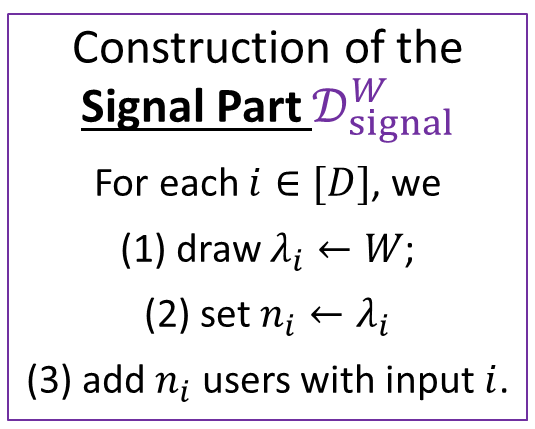 Construction of the
Signal Part 𝒟^W_signal
For each i ∈ [D], we
(1) draw λ_i ← W;
(2) set n_i ← λ_i
(3) add n_i users with input i.